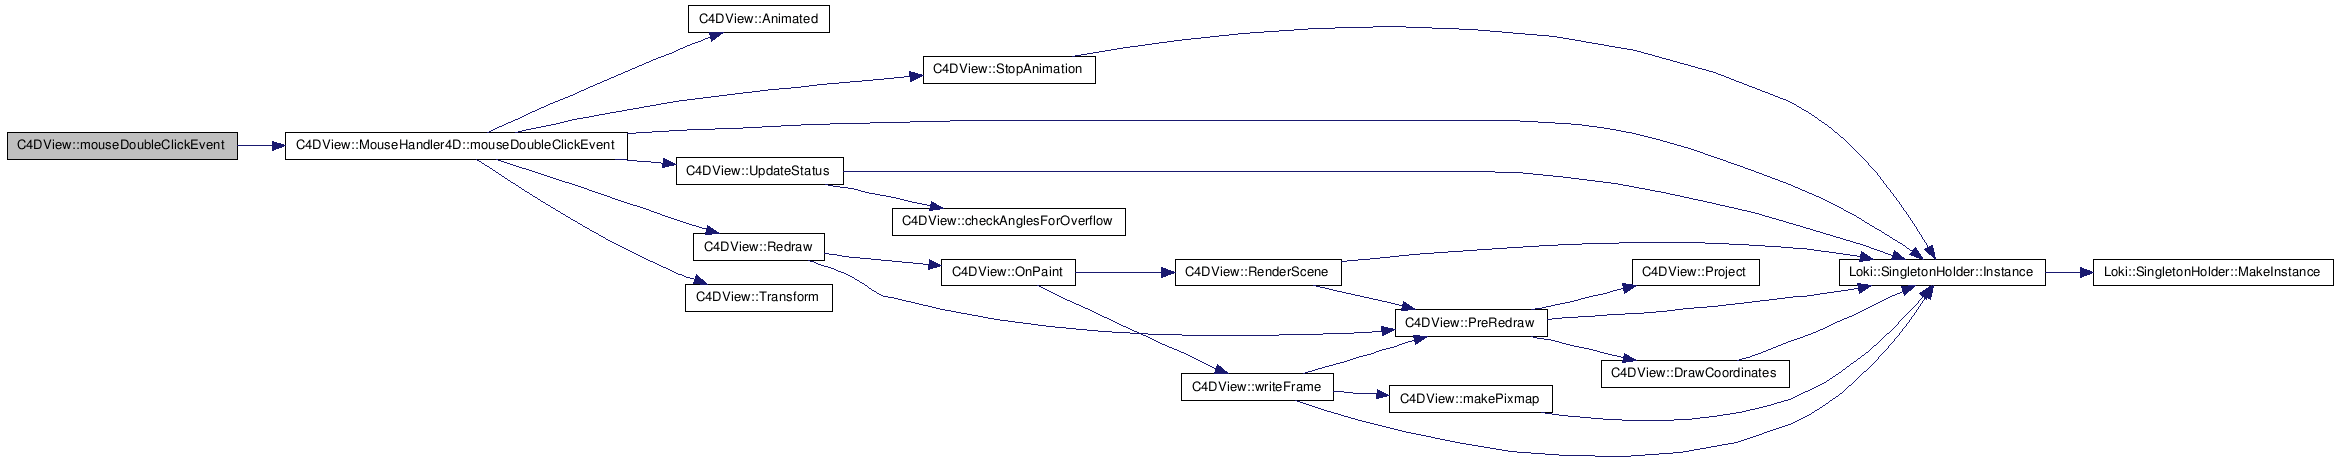 C4DView::Animated
C4DView::StopAnimation
C4DView::mouseDoubleClickEvent
C4DView::MouseHandler4D::mouseDoubleClickEvent
C4DView::UpdateStatus
C4DView::checkAnglesForOverflow
C4DView::Redraw
C4DView::OnPaint
C4DView::RenderScene
C4DView::Project
Loki::SingletonHolder::Instance
Loki::SingletonHolder::MakeInstance
C4DView::Transform
C4DView::PreRedraw
C4DView::DrawCoordinates
C4DView::writeFrame
C4DView::makePixmap